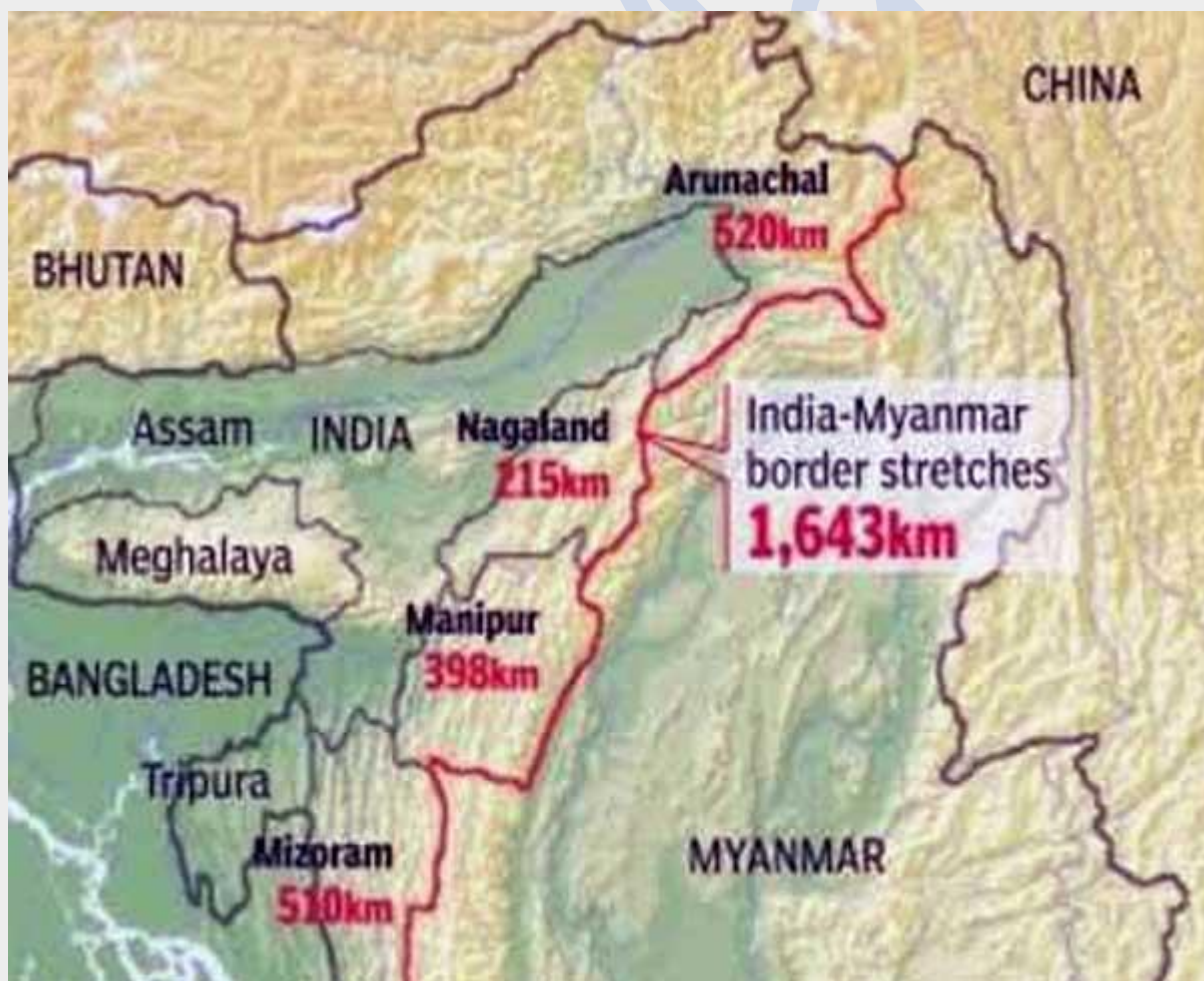 CHINA
Arunachal
520km
BHUTAN
India-Myanmar
border stretches
1,643km
Assam
INDIA
Nagaland
215km
Meghalaya
Manipur
398km
BANGLADESH
Tripura
Mizoram
510km
MYANMAR